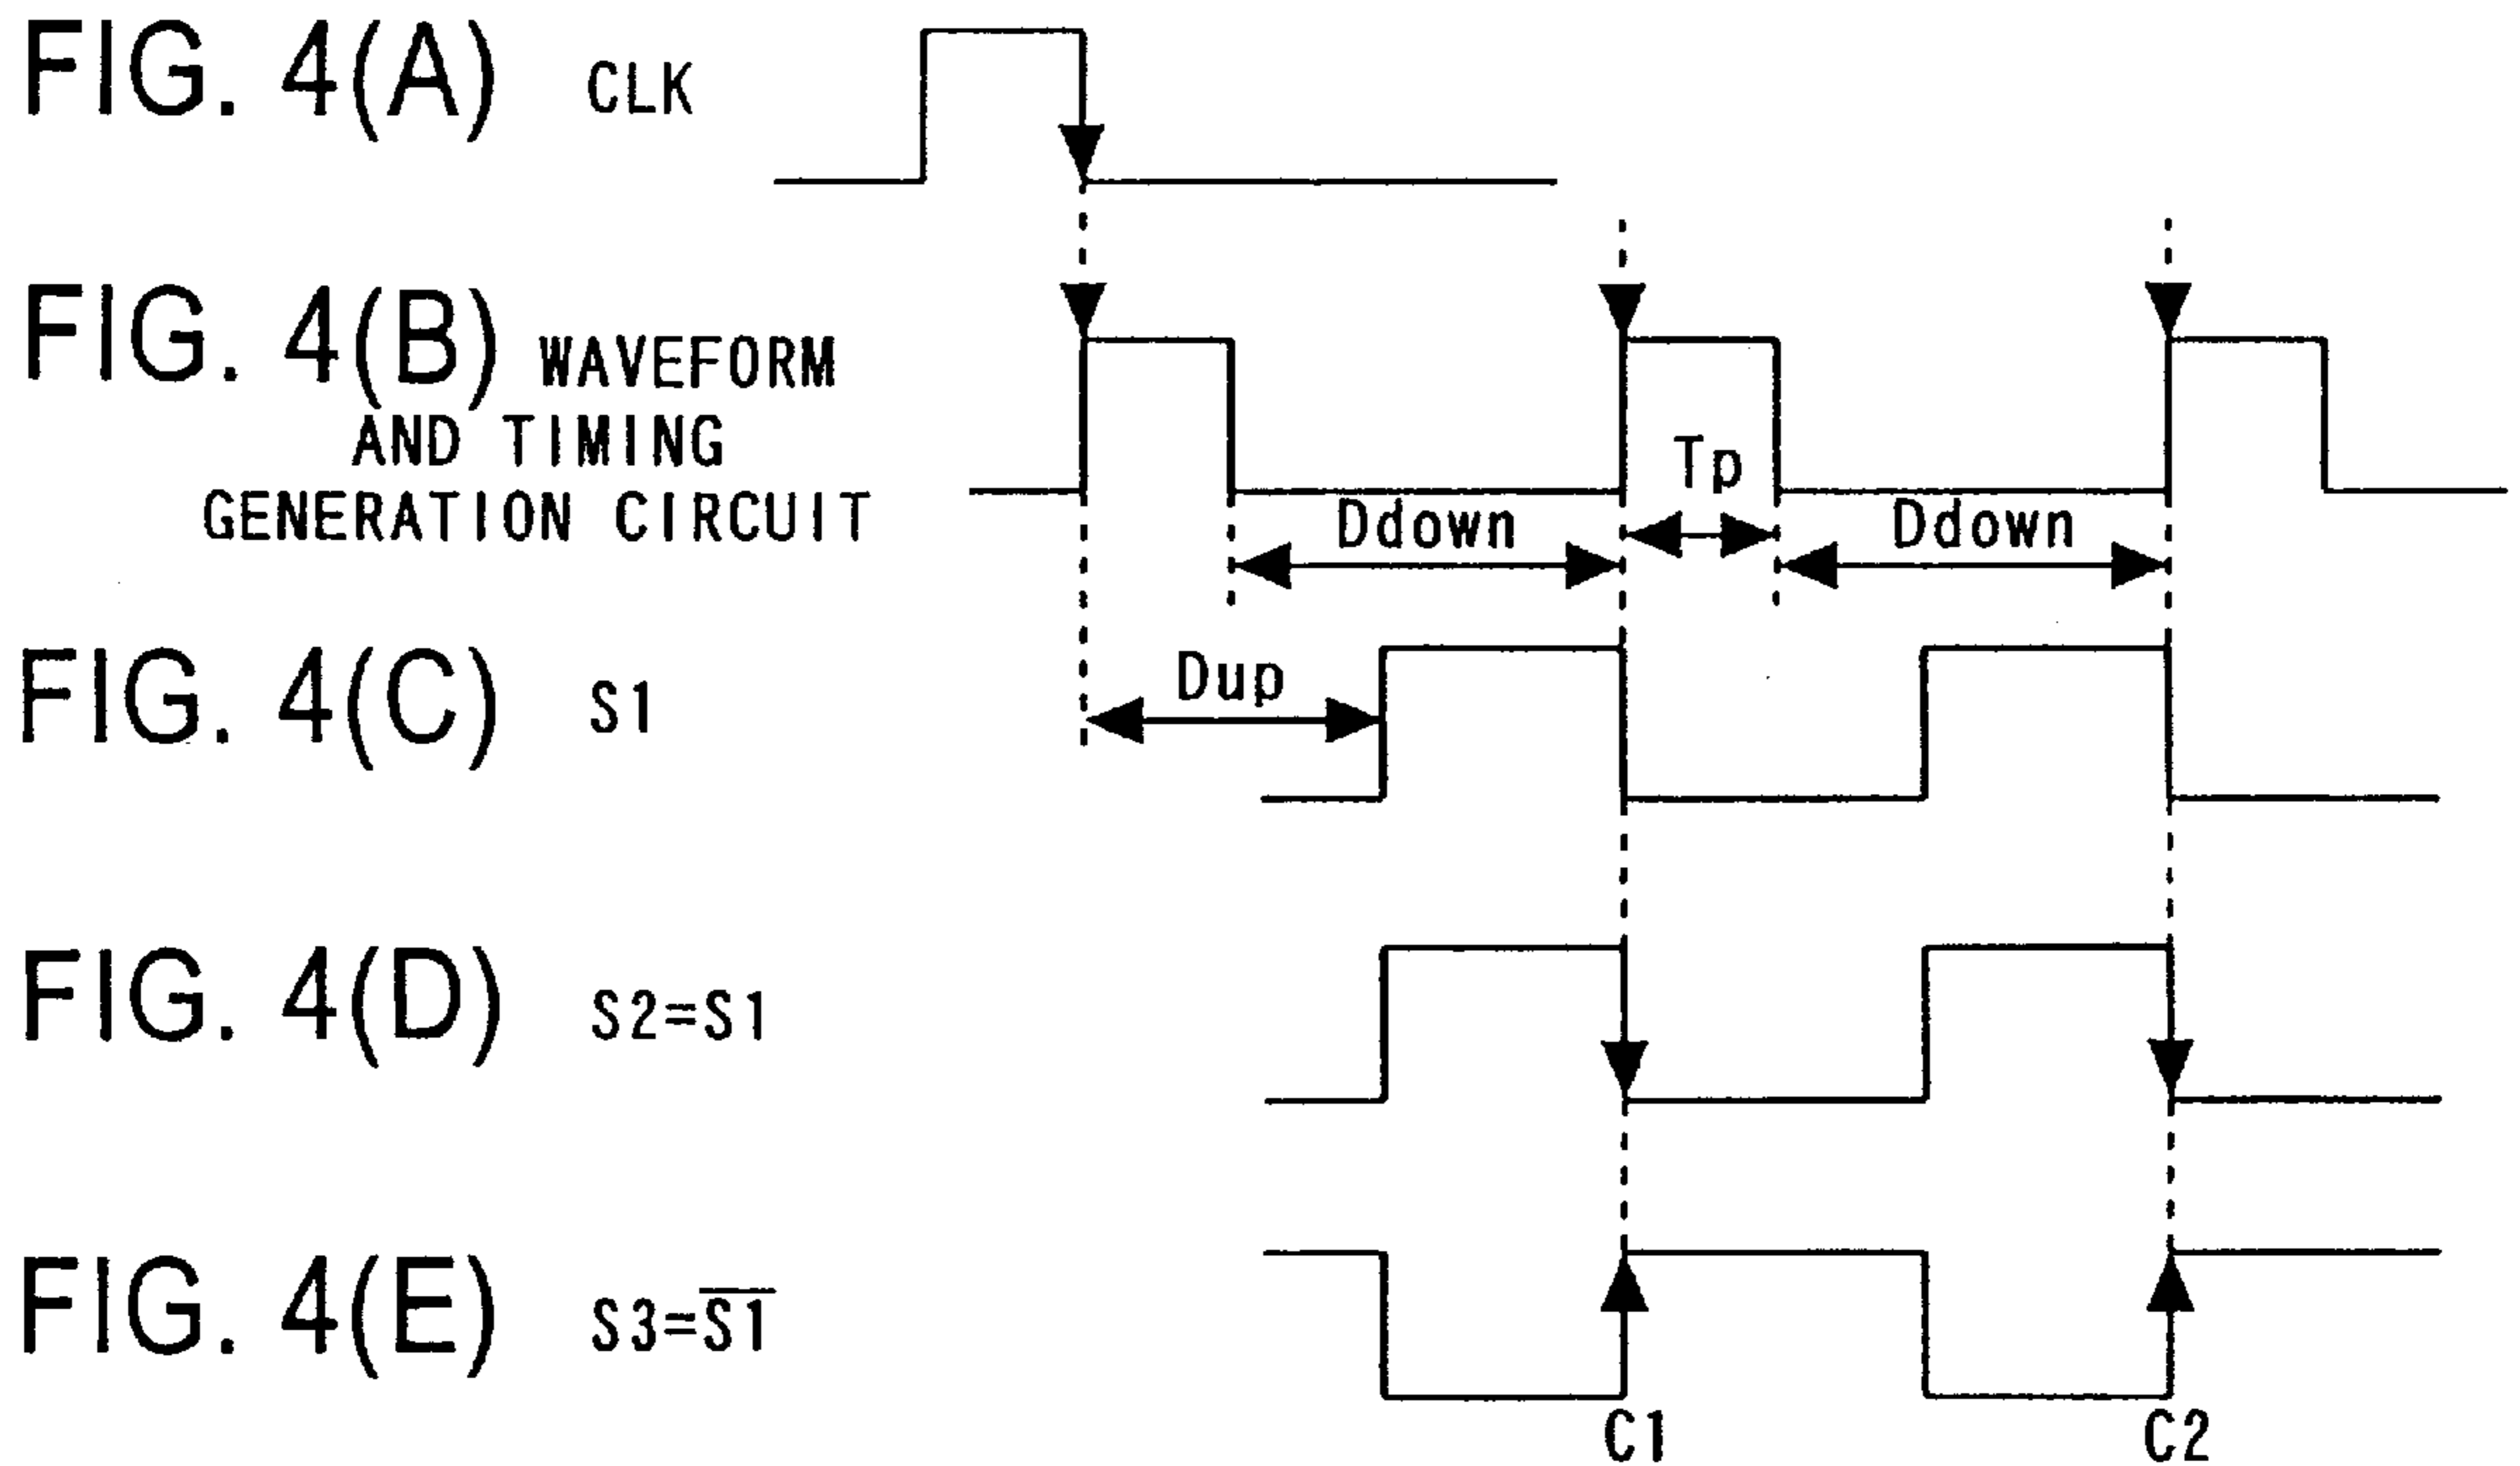 FIG. 4(A) CLK
FIG. 4(B) WAVEFORM
AND TIMING
GENERATION CIRCUIT
Tp
Ddown
Ddown
FIG. 4(C) S1
Dup
FIG. 4(D) S2=S1
FIG. 4(E) S3=S̅1̅
C1
C2